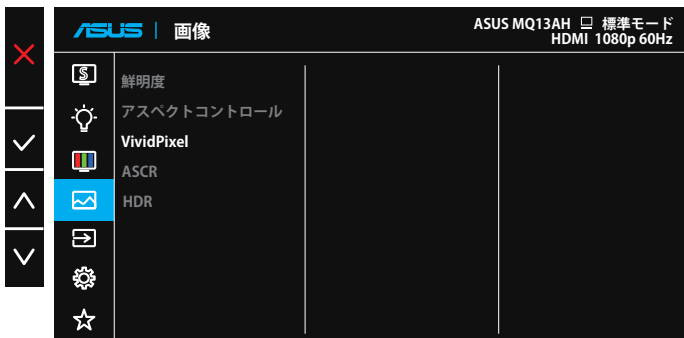 ASUS 画像
ASUS MQ13AH 標準モード
HDMI 1080p 60Hz
S
鮮明度
アスペクトコントロール
VividPixel
ASCR
HDR